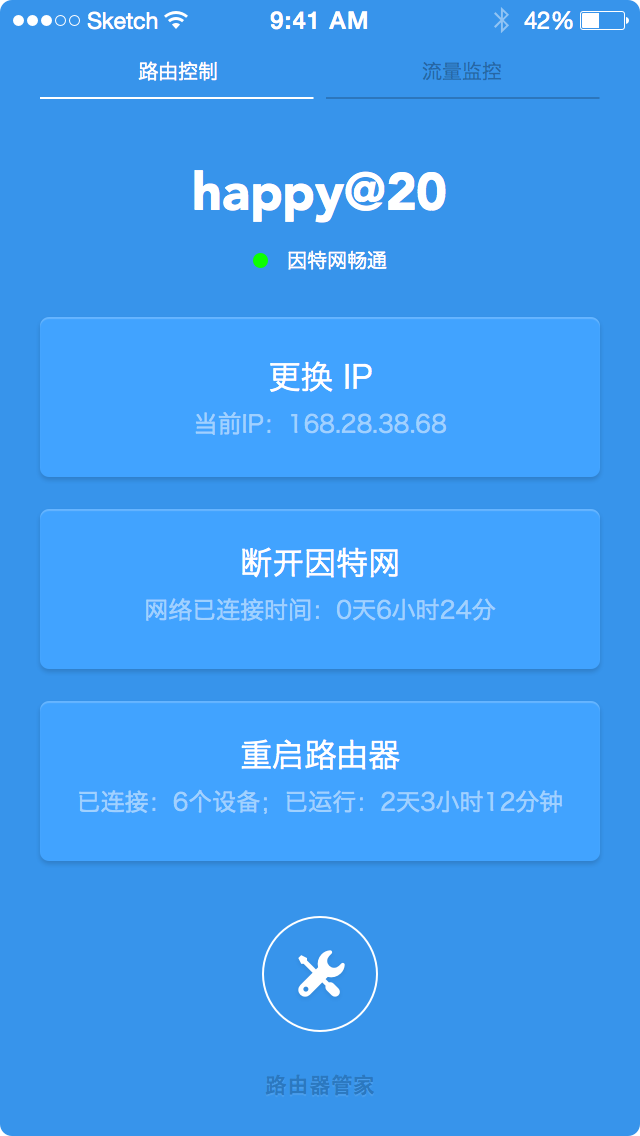 Sketch 9:41 AM 42%
路由控制 流量监控
happy@20
因特网畅通
更换 IP
当前IP：168.28.38.68
断开因特网
网络已连接时间：0天6小时24分
重启路由器
已连接：6个设备；已运行：2天3小时12分钟
路由器管家